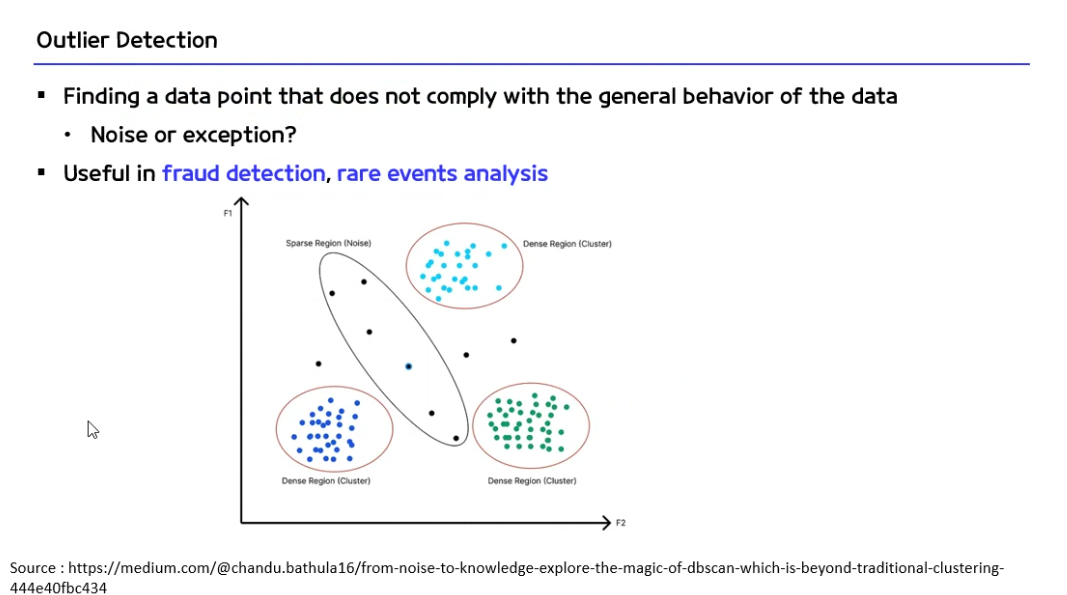 Outlier Detection
▪ Finding a data point that does not comply with the general behavior of the data
• Noise or exception?
▪ Useful in fraud detection, rare events analysis
F1
Sparse Region (Noise)
Dense Region (Cluster)
Dense Region (Cluster)
Dense Region (Cluster)
F2
Source : https://medium.com/@chandu.bathula16/from-noise-to-knowledge-explore-the-magic-of-dbscan-which-is-beyond-traditional-clustering-
444e40fbc434